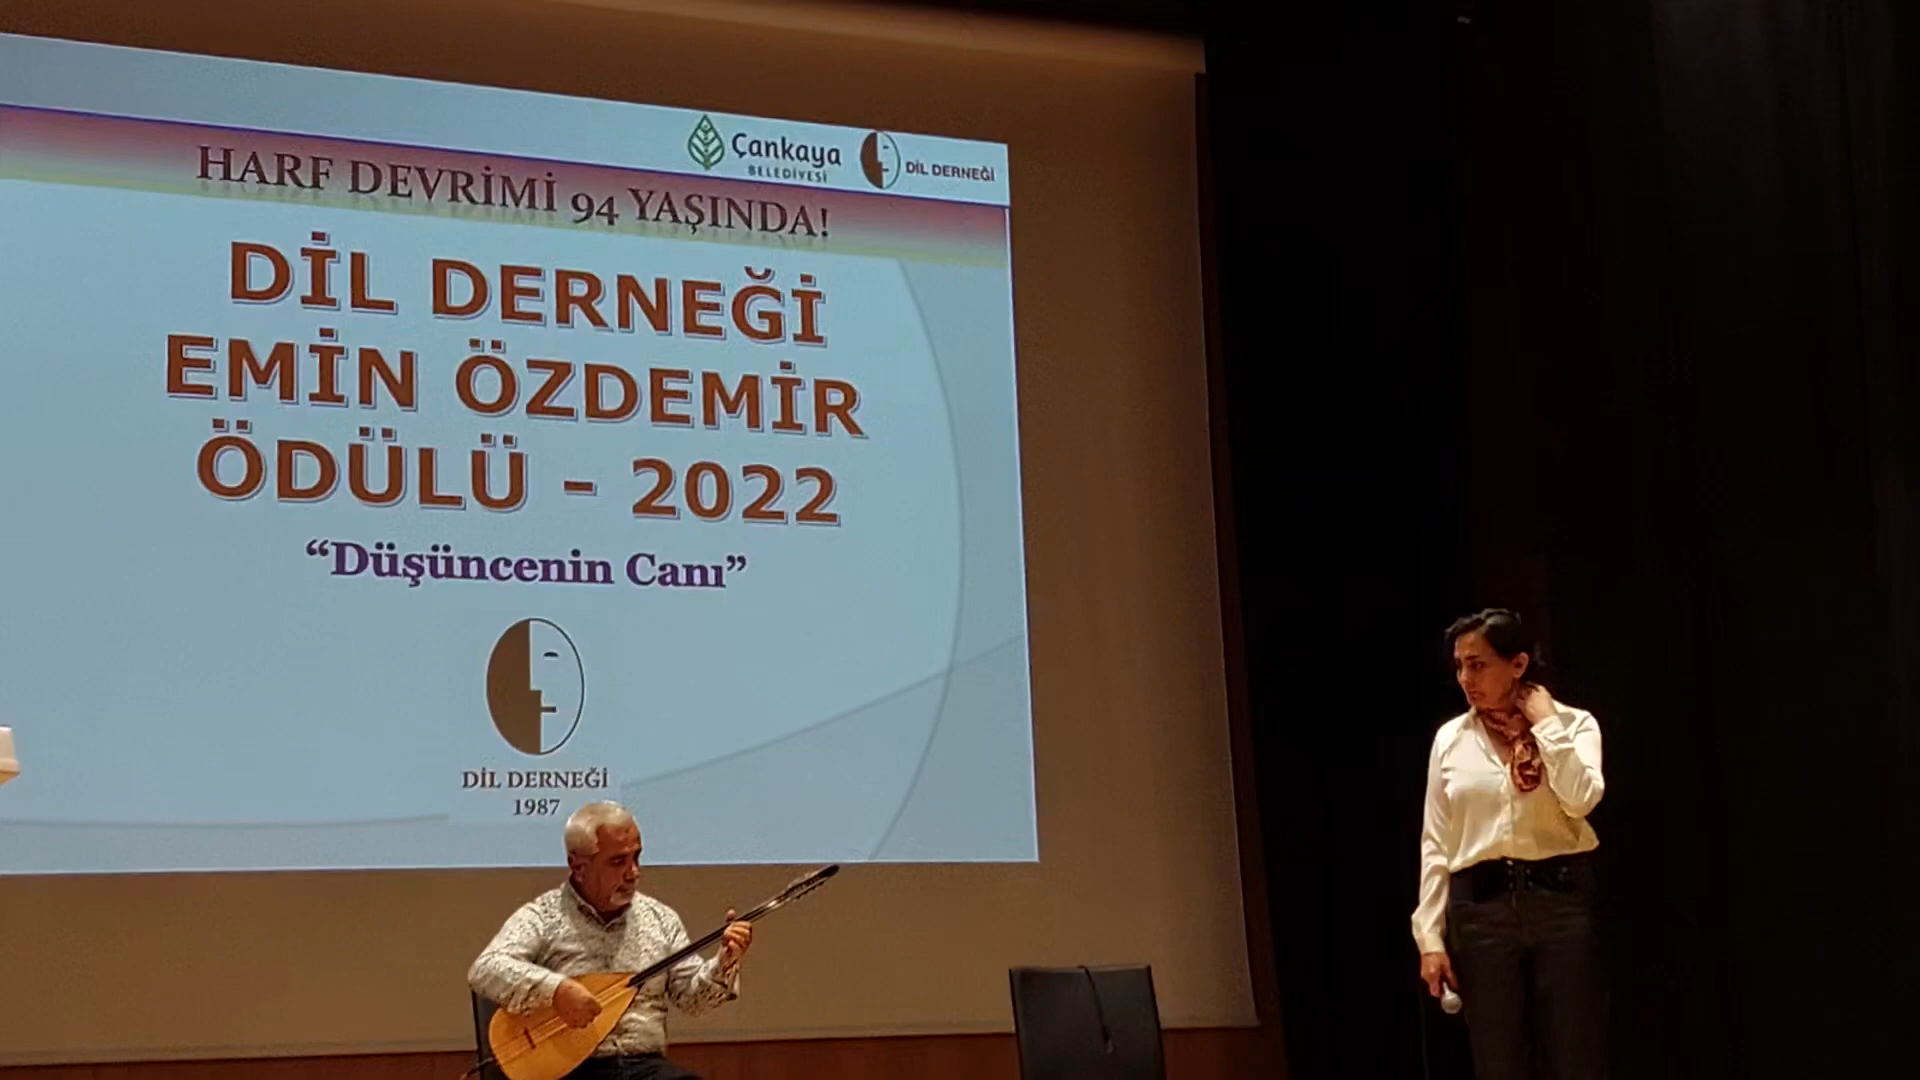 Çankaya
BELEDİYESİ
DİL DERNEĞİ
HARF DEVRİMİ 94 YAŞINDA!
DİL DERNEĞİ
EMİN ÖZDEMİR
ÖDÜLÜ - 2022
“Düşüncenin Canı”
DİL DERNEĞİ
1987